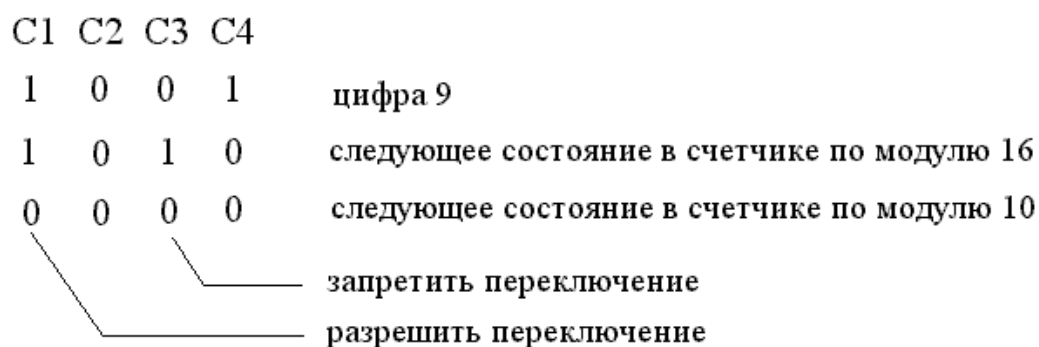 C1 C2 C3 C4
1 0 0 1 цифра 9
1 0 1 0 следующее состояние в счетчике по модулю 16
0 0 0 0 следующее состояние в счетчике по модулю 10
запретить переключение
разрешить переключение